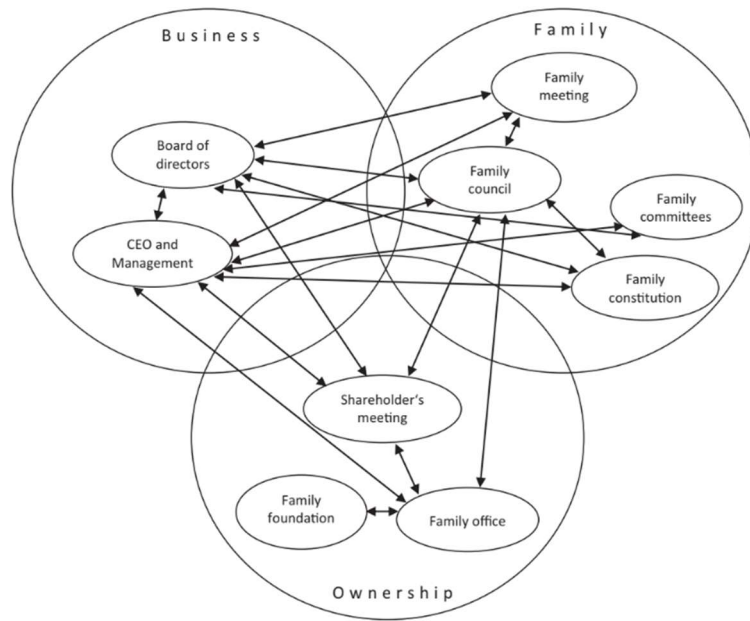 Business
Family
Family
meeting
Board of
directors
Family
council
Family
committees
CEO and
Management
Family
constitution
Shareholder's
meeting
Family
foundation
Family office
Ownership